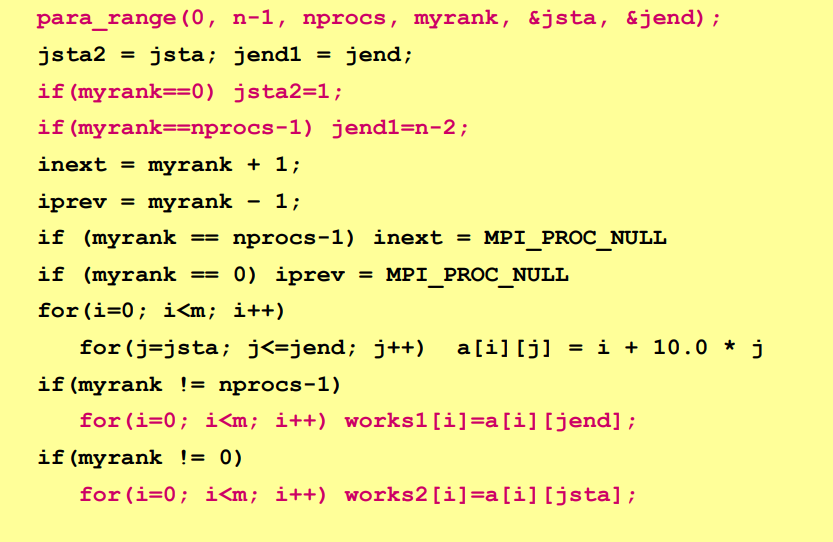 para_range(0, n-1, nprocs, myrank, &jsta, &jend);
jsta2 = jsta; jend1 = jend;
if(myrank==0) jsta2=1;
if(myrank==nprocs-1) jend1=n-2;
inext = myrank + 1;
iprev = myrank – 1;
if (myrank == nprocs-1) inext = MPI_PROC_NULL
if (myrank == 0) iprev = MPI_PROC_NULL
for(i=0; i<m; i++)
   for(j=jsta; j<=jend; j++)  a[i][j] = i + 10.0 * j
if(myrank != nprocs-1)
   for(i=0; i<m; i++) works1[i]=a[i][jend];
if(myrank != 0)
   for(i=0; i<m; i++) works2[i]=a[i][jsta];